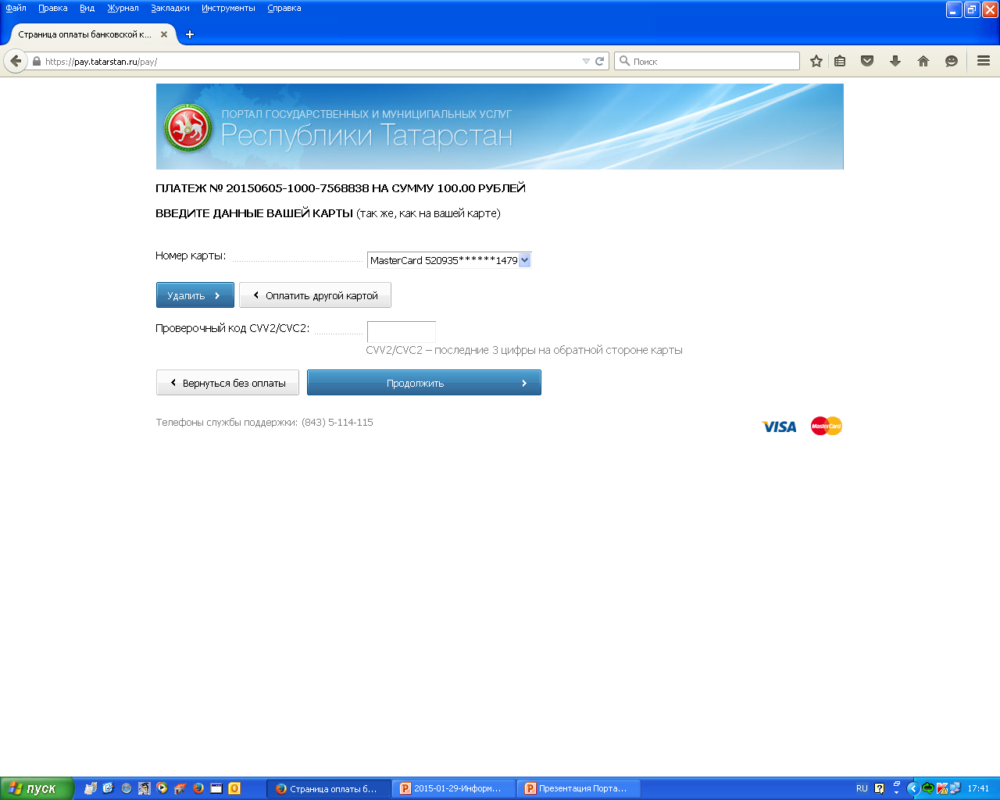 Файл Правка Вид Журнал Закладки Инструменты Справка
Страница оплаты банковской к...
https://pay.tatarstan.ru/pay/
Поиск
ПОРТАЛ ГОСУДАРСТВЕННЫХ И МУНИЦИПАЛЬНЫХ УСЛУГ
Республики Татарстан
ПЛАТЕЖ № 20150605-1000-7568838 НА СУММУ 100.00 РУБЛЕЙ
ВВЕДИТЕ ДАННЫЕ ВАШЕЙ КАРТЫ (так же, как на вашей карте)
Номер карты: MasterCard 520935******1479
Удалить Оплатить другой картой
Проверочный код CVV2/CVC2:
CVV2/CVC2 – последние 3 цифры на обратной стороне карты
Вернуться без оплаты Продолжить
Телефоны службы поддержки: (843) 5-114-115
VISA MasterCard
пуск Страница оплаты б... 2015-01-29-Информ... Презентация Порта... RU 17:41